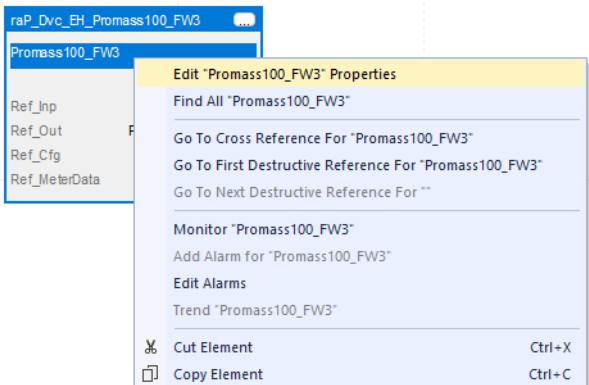 raP_Dvc_EH_Promass100_FW3 ...
Promass100_FW3
Edit "Promass100_FW3" Properties
Find All "Promass100_FW3"
Ref_Inp
Ref_Out
Ref_Cfg
Ref_MeterData
Go To Cross Reference For "Promass100_FW3"
Go To First Destructive Reference For "Promass100_FW3"
Go To Next Destructive Reference For ""
Monitor "Promass100_FW3"
Add Alarm for "Promass100_FW3"
Edit Alarms
Trend "Promass100_FW3"
Cut Element Ctrl+X
Copy Element Ctrl+C